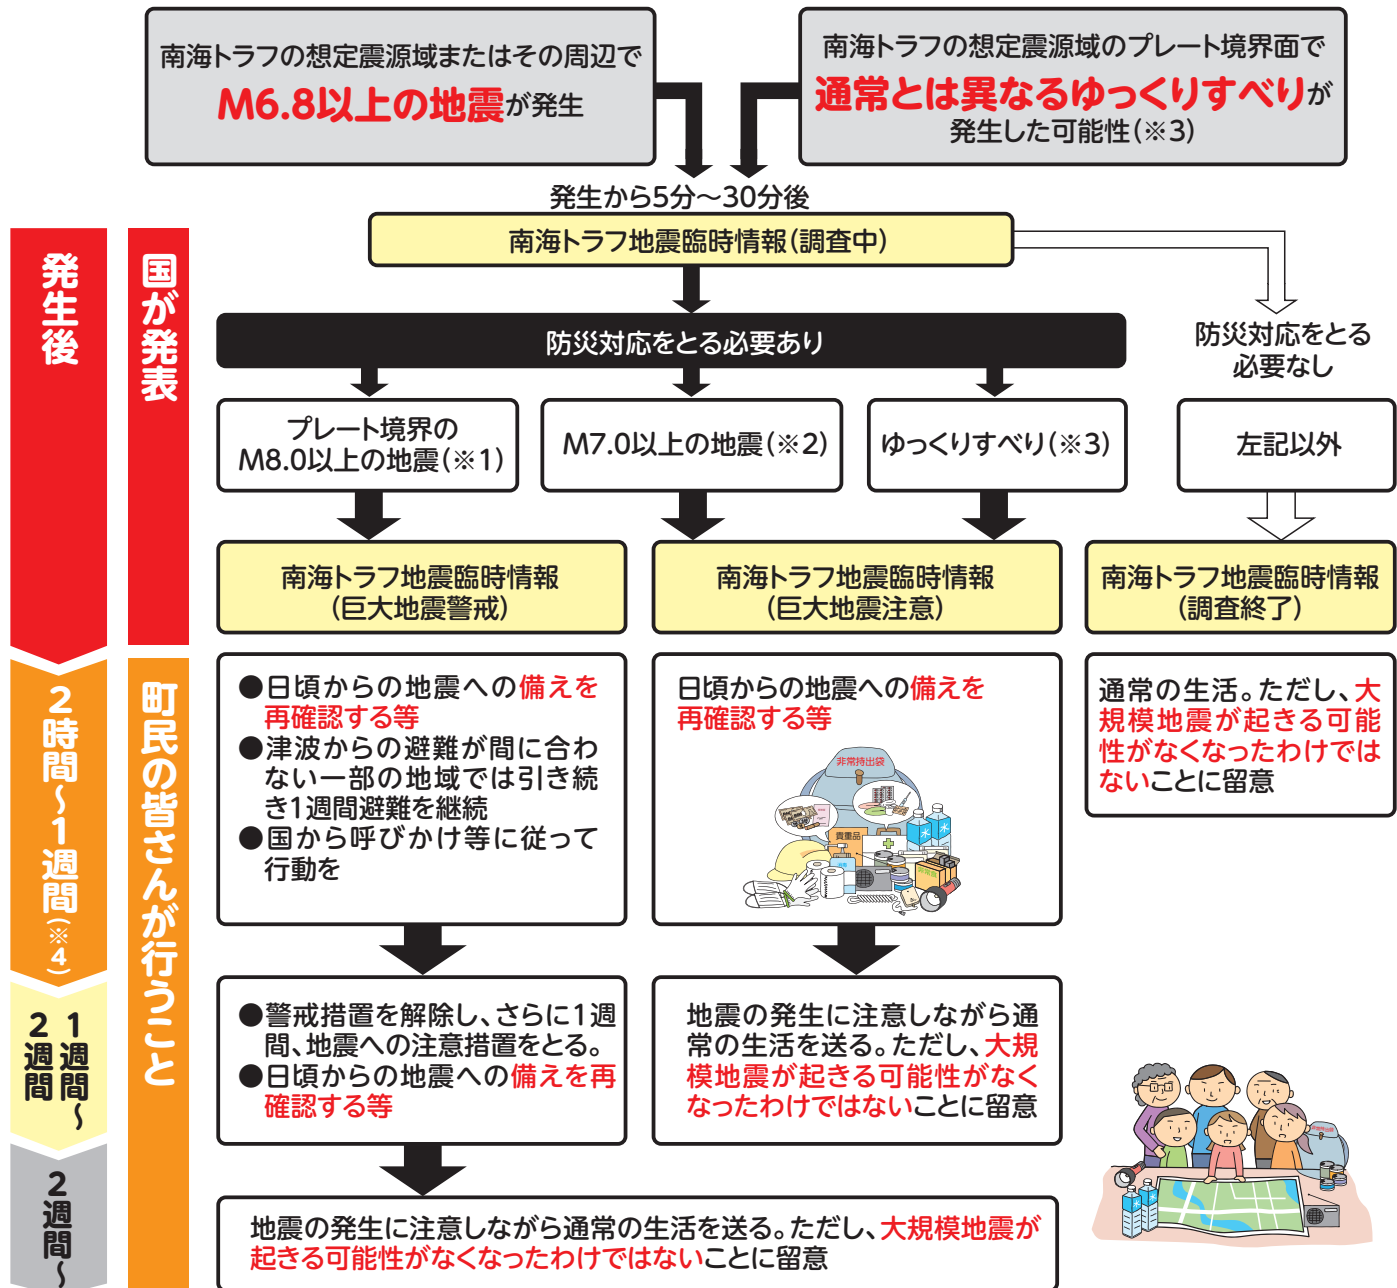 南海トラフの想定震源域またはその周辺で
M6.8以上の地震が発生
南海トラフの想定震源域のプレート境界面で
通常とは異なるゆっくりすべりが
発生した可能性(※3)
発生から5分～30分後
南海トラフ地震臨時情報(調査中)
発生後
国が発表
防災対応をとる必要あり
防災対応をとる
必要なし
プレート境界の
M8.0以上の地震(※1)
M7.0以上の地震(※2)
ゆっくりすべり(※3)
左記以外
南海トラフ地震臨時情報
(巨大地震警戒)
南海トラフ地震臨時情報
(巨大地震注意)
南海トラフ地震臨時情報
(調査終了)
2時間～1週間(※4)
町民の皆さんが行うこと
●日頃からの地震への備えを
再確認する等
●津波からの避難が間に合わ
ない一部の地域では引き続
き1週間避難を継続
●国から呼びかけ等に従って
行動を
日頃からの地震への備えを
再確認する等
非常持出袋
貴重品
水
水
通常の生活。ただし、大
規模地震が起きる可能
性がなくなったわけでは
ないことに留意
1週間～
2週間
●警戒措置を解除し、さらに1週
間、地震への注意措置をとる。
●日頃からの地震への備えを再
確認する等
地震の発生に注意しながら通
常の生活を送る。ただし、大規
模地震が起きる可能性がなく
なったわけではないことに留意
非常持出袋
水
水
2週間～
地震の発生に注意しながら通常の生活を送る。ただし、大規模地震が
起きる可能性がなくなったわけではないことに留意